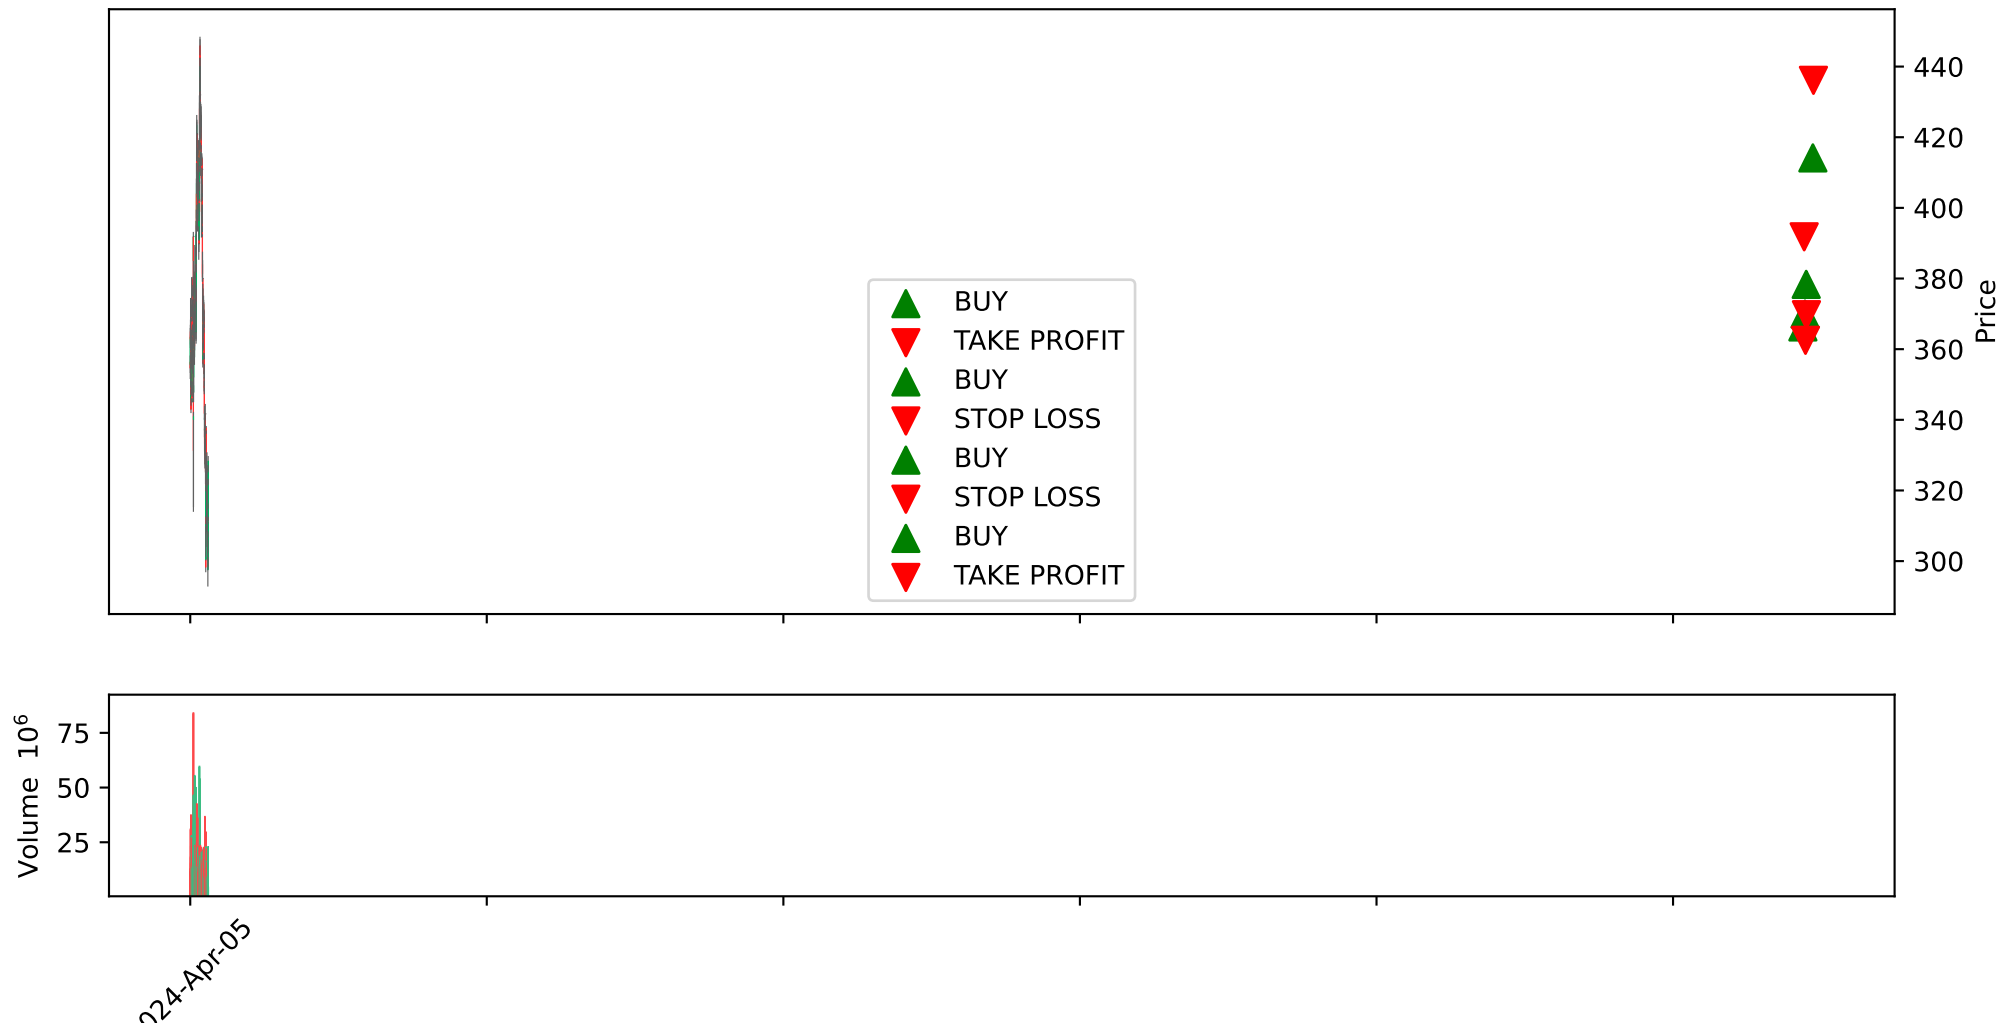 440
420
400
380
360
340
320
300
Price
BUY
TAKE PROFIT
BUY
STOP LOSS
BUY
STOP LOSS
BUY
TAKE PROFIT
75
50
25
Volume 10⁶
024-Apr-05